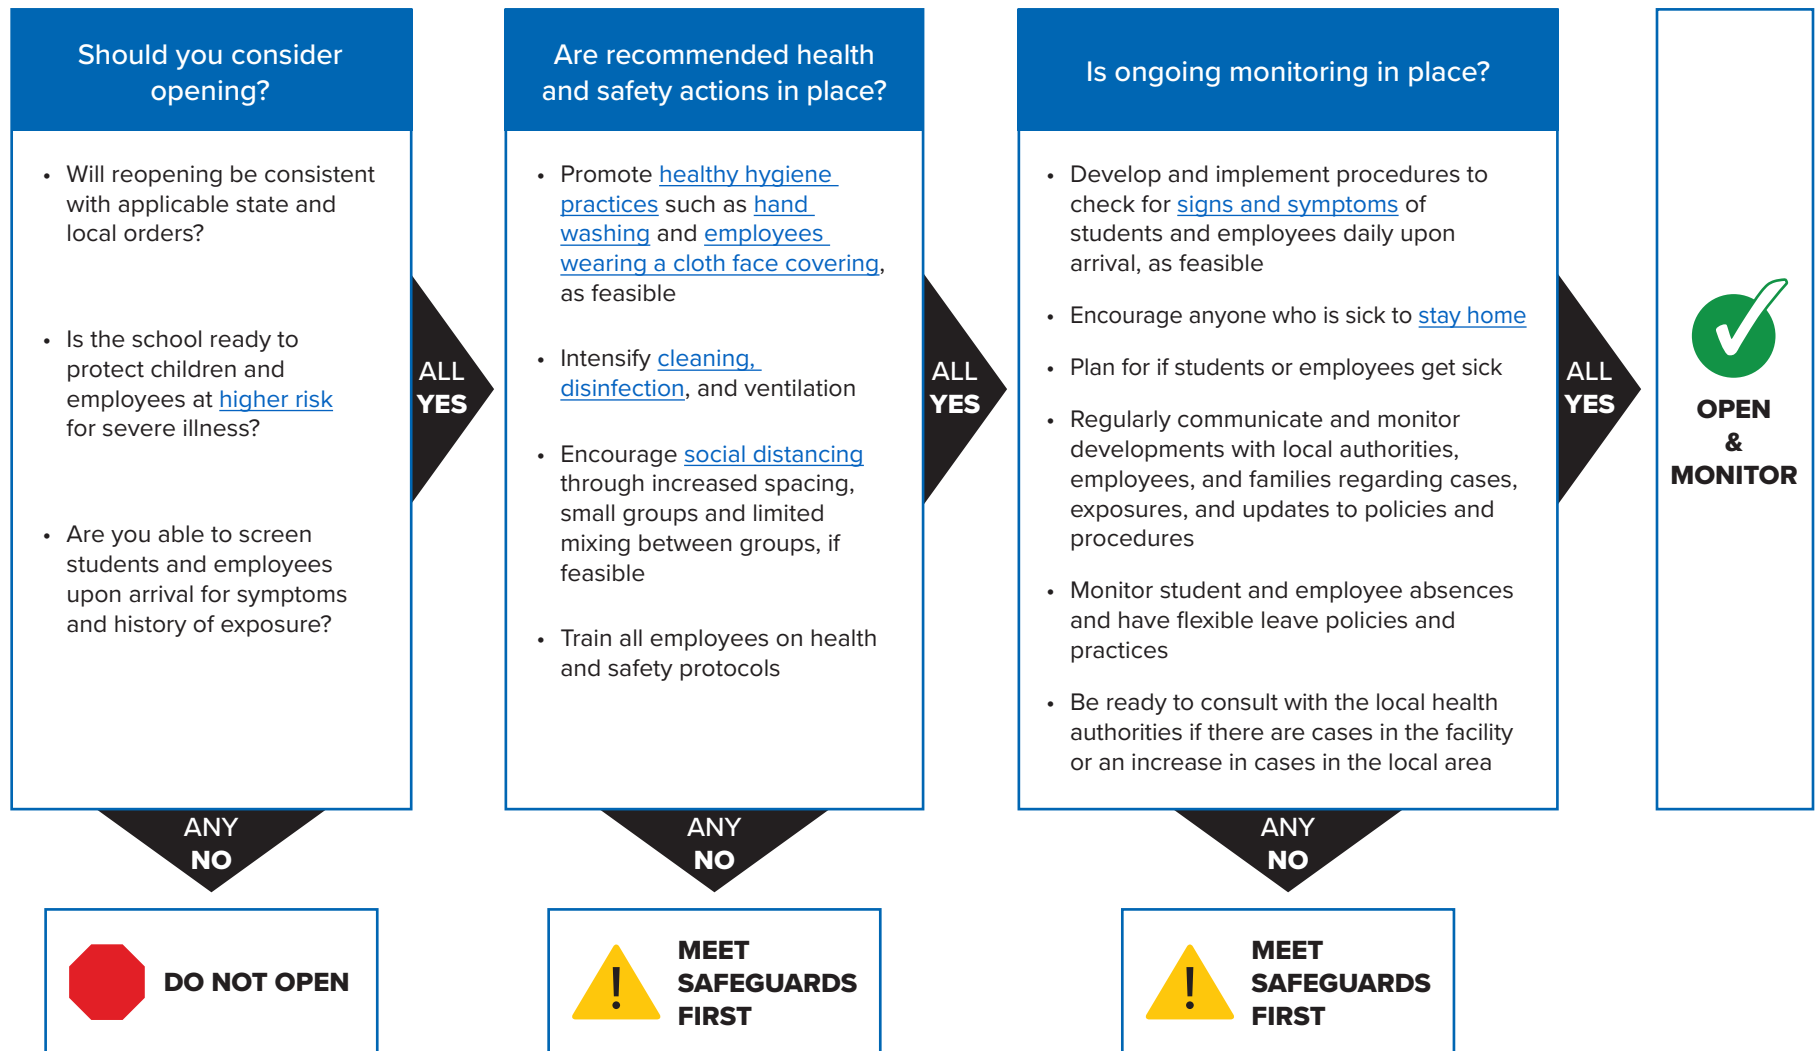 Should you consider
opening?
• Will reopening be consistent
with applicable state and
local orders?
• Is the school ready to
protect children and
employees at higher risk
for severe illness?
• Are you able to screen
students and employees
upon arrival for symptoms
and history of exposure?
ALL
YES
ANY
NO
DO NOT OPEN
Are recommended health
and safety actions in place?
• Promote healthy hygiene
practices such as hand
washing and employees
wearing a cloth face covering,
as feasible
• Intensify cleaning,
disinfection, and ventilation
• Encourage social distancing
through increased spacing,
small groups and limited
mixing between groups, if
feasible
• Train all employees on health
and safety protocols
ALL
YES
ANY
NO
!
MEET
SAFEGUARDS
FIRST
Is ongoing monitoring in place?
• Develop and implement procedures to
check for signs and symptoms of
students and employees daily upon
arrival, as feasible
• Encourage anyone who is sick to stay home
• Plan for if students or employees get sick
• Regularly communicate and monitor
developments with local authorities,
employees, and families regarding cases,
exposures, and updates to policies and
procedures
• Monitor student and employee absences
and have flexible leave policies and
practices
• Be ready to consult with the local health
authorities if there are cases in the facility
or an increase in cases in the local area
ALL
YES
ANY
NO
!
MEET
SAFEGUARDS
FIRST
OPEN
&
MONITOR